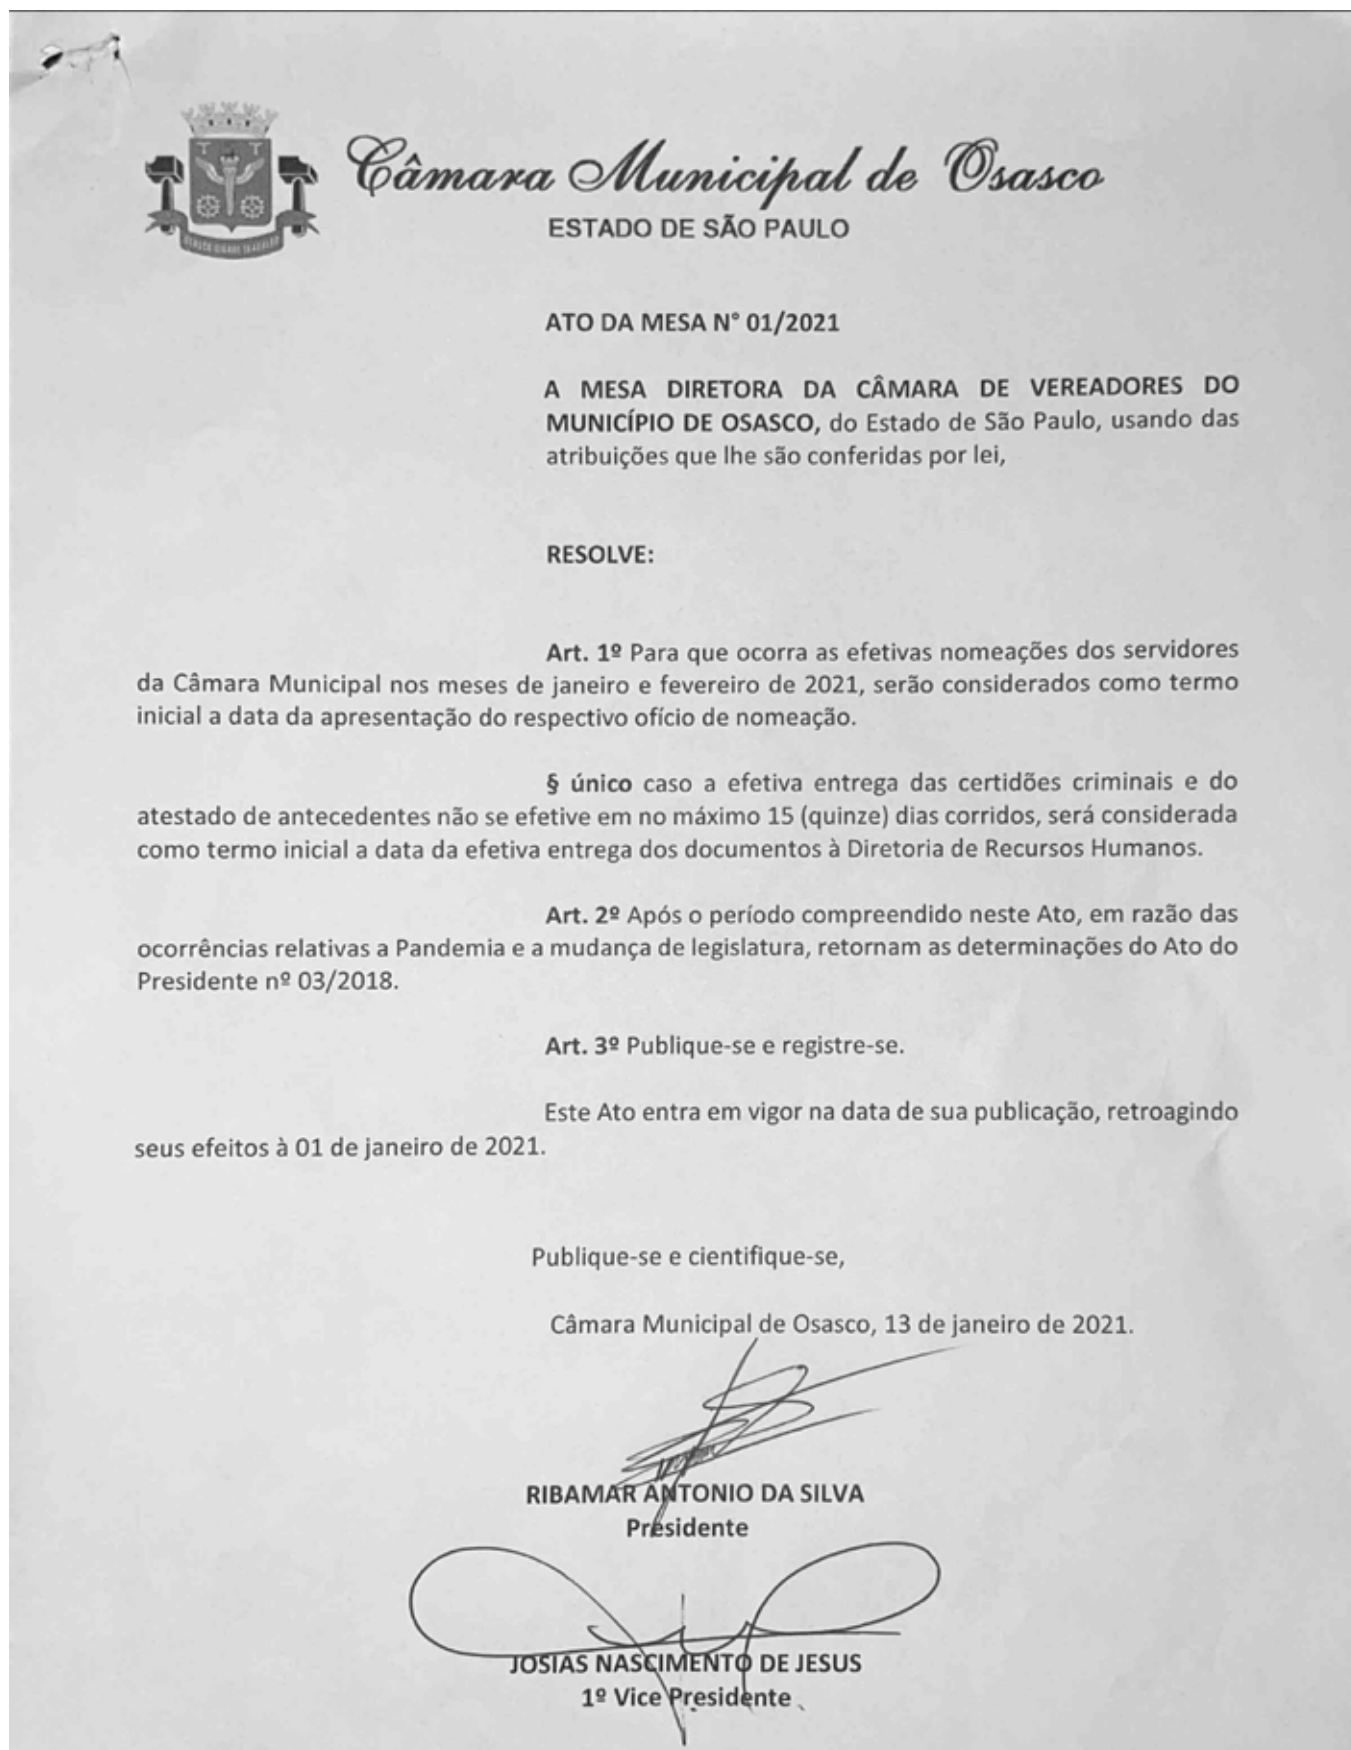 Câmara Municipal de Osasco
ESTADO DE SÃO PAULO
ATO DA MESA N° 01/2021
A MESA DIRETORA DA CÂMARA DE VEREADORES DO
MUNICÍPIO DE OSASCO, do Estado de São Paulo, usando das
atribuições que lhe são conferidas por lei,
RESOLVE:
Art. 1º Para que ocorra as efetivas nomeações dos servidores
da Câmara Municipal nos meses de janeiro e fevereiro de 2021, serão considerados como termo
inicial a data da apresentação do respectivo ofício de nomeação.
§ único caso a efetiva entrega das certidões criminais e do
atestado de antecedentes não se efetive em no máximo 15 (quinze) dias corridos, será considerada
como termo inicial a data da efetiva entrega dos documentos à Diretoria de Recursos Humanos.
Art. 2º Após o período compreendido neste Ato, em razão das
ocorrências relativas a Pandemia e a mudança de legislatura, retornam as determinações do Ato do
Presidente nº 03/2018.
Art. 3º Publique-se e registre-se.
Este Ato entra em vigor na data de sua publicação, retroagindo
seus efeitos à 01 de janeiro de 2021.
Publique-se e cientifique-se,
Câmara Municipal de Osasco, 13 de janeiro de 2021.
RIBAMAR ANTONIO DA SILVA
Presidente
JOSIAS NASCIMENTO DE JESUS
1º Vice Presidente